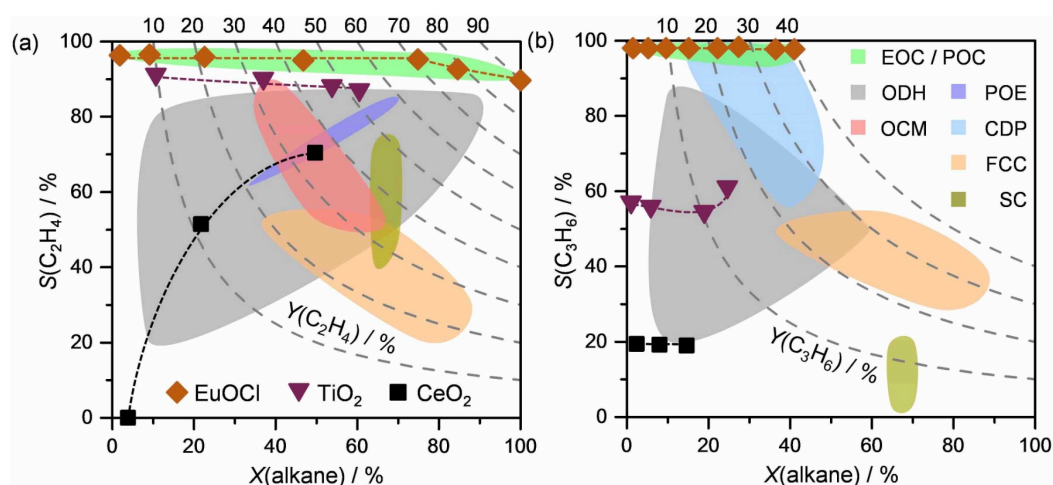 (a)
10 20 30 40 50 60 70 80 90
S(C₂H₄) / %
100
80
60
40
20
0
Y(C₂H₄) / %
EuOCl TiO₂ CeO₂
0 20 40 60 80 100
X(alkane) / %
(b)
10 20 30 40
S(C₃H₆) / %
100
80
60
40
20
0
EOC / POC
ODH POE
OCM CDP
FCC
SC
Y(C₃H₆) / %
0 20 40 60 80 100
X(alkane) / %